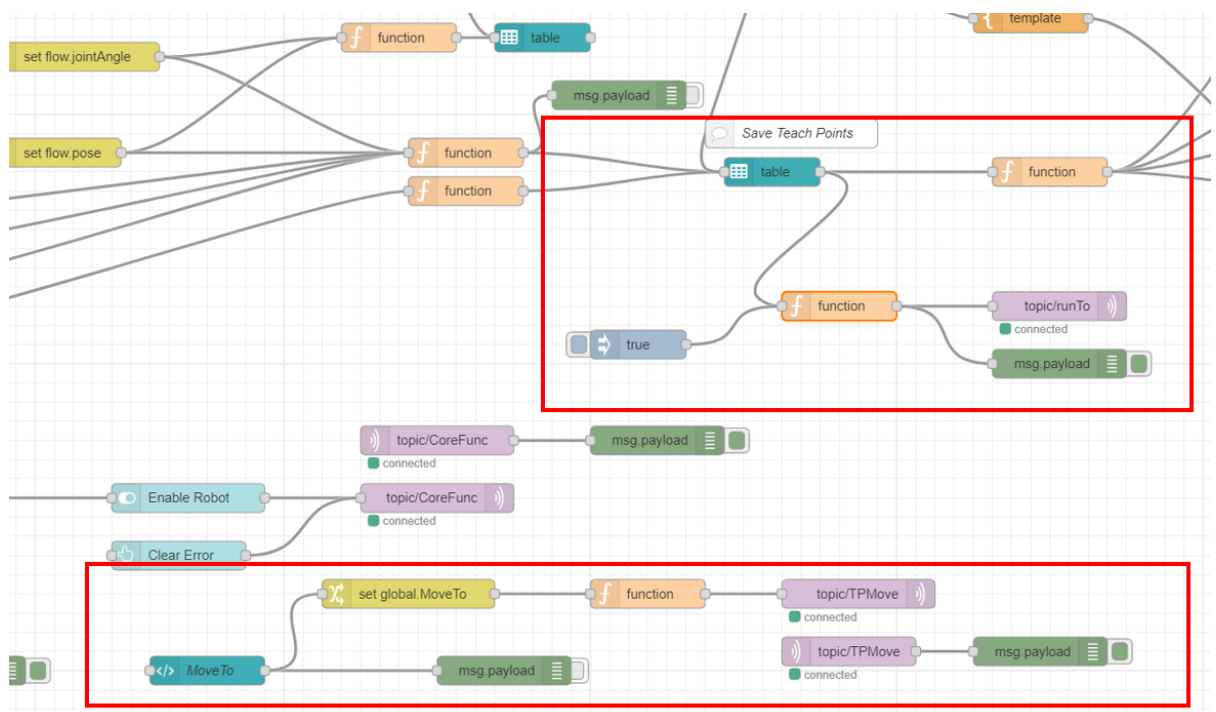 template
function
table
set flow.jointAngle
msg.payload
Save Teach Points
set flow.pose
function
table
function
function
function
topic/runTo
connected
true
msg.payload
topic/CoreFunc
msg.payload
connected
Enable Robot
topic/CoreFunc
connected
Clear Error
set global.MoveTo
function
topic/TPMove
connected
topic/TPMove
msg.payload
connected
MoveTo
msg.payload